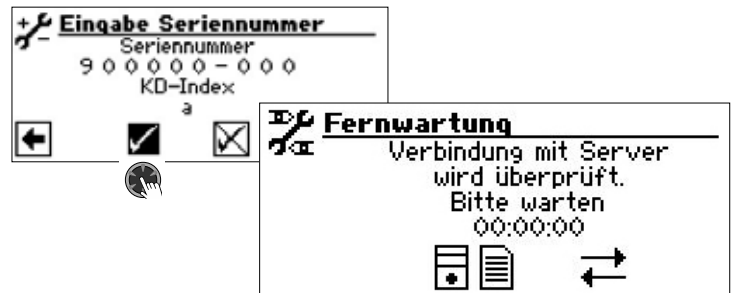 Eingabe Seriennummer
Seriennummer
900000-000
KD-Index
a
Fernwartung
Verbindung mit Server
wird überprüft.
Bitte warten
00:00:00